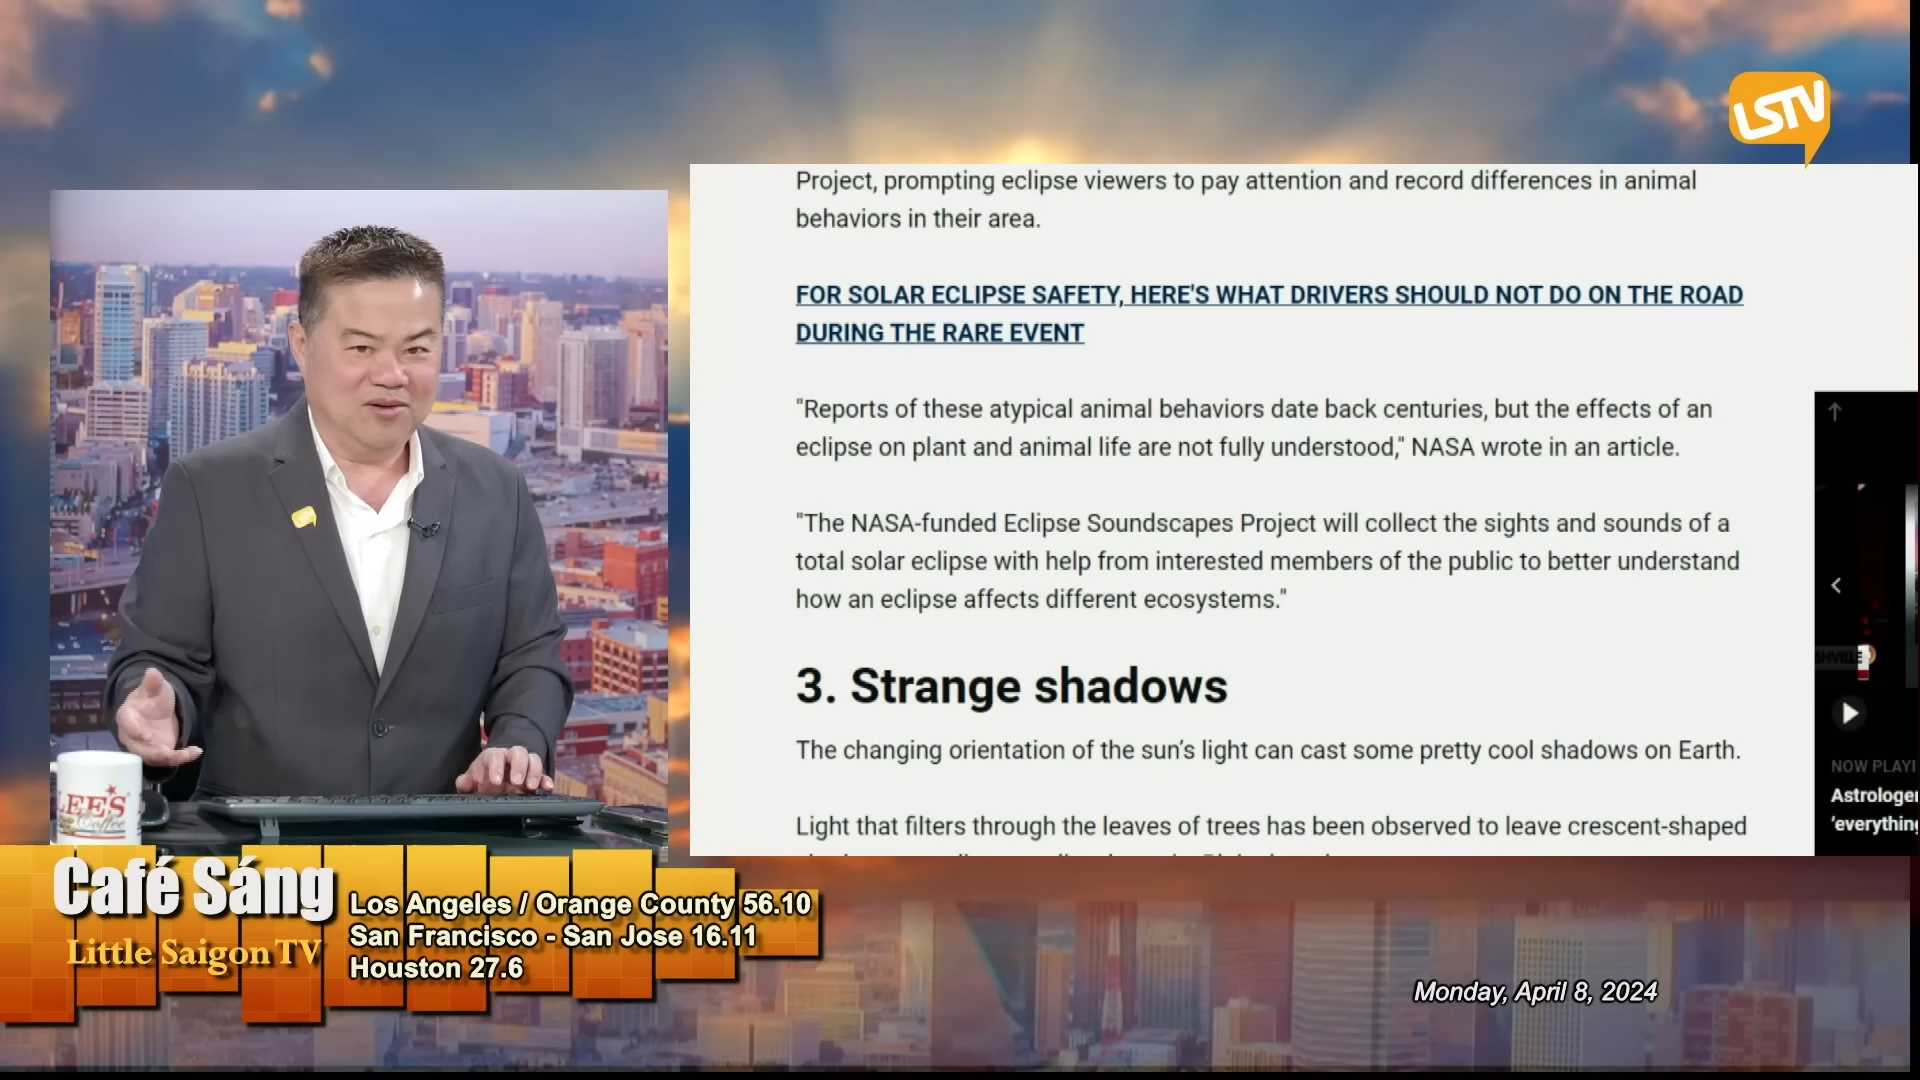 LSTV
Project, prompting eclipse viewers to pay attention and record differences in animal
behaviors in their area.
FOR SOLAR ECLIPSE SAFETY, HERE'S WHAT DRIVERS SHOULD NOT DO ON THE ROAD
DURING THE RARE EVENT
"Reports of these atypical animal behaviors date back centuries, but the effects of an
eclipse on plant and animal life are not fully understood," NASA wrote in an article.
"The NASA-funded Eclipse Soundscapes Project will collect the sights and sounds of a
total solar eclipse with help from interested members of the public to better understand
how an eclipse affects different ecosystems."
3. Strange shadows
The changing orientation of the sun's light can cast some pretty cool shadows on Earth.
Light that filters through the leaves of trees has been observed to leave crescent-shaped
NOW PLAYI
Astrologer
'everything
LEE'S
Coffee
Café Sáng
Little Saigon TV
Los Angeles / Orange County 56.10
San Francisco - San Jose 16.11
Houston 27.6
Monday, April 8, 2024